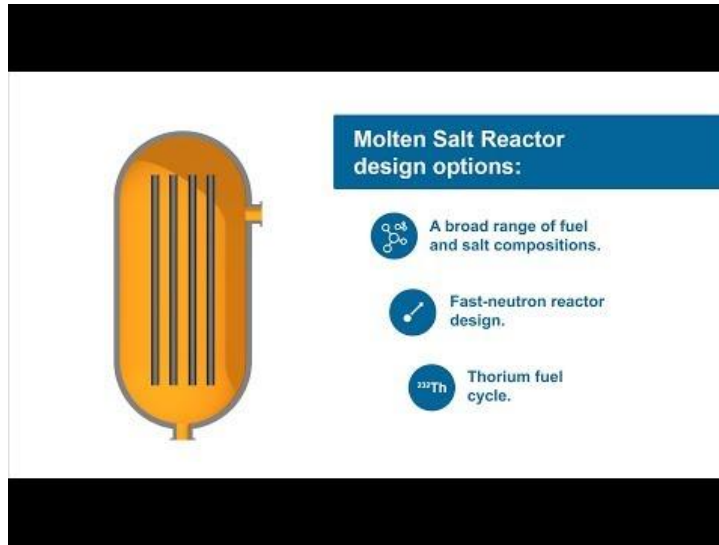 Molten Salt Reactor
design options:
A broad range of fuel
and salt compositions.
Fast-neutron reactor
design.
²³²Th
Thorium fuel
cycle.